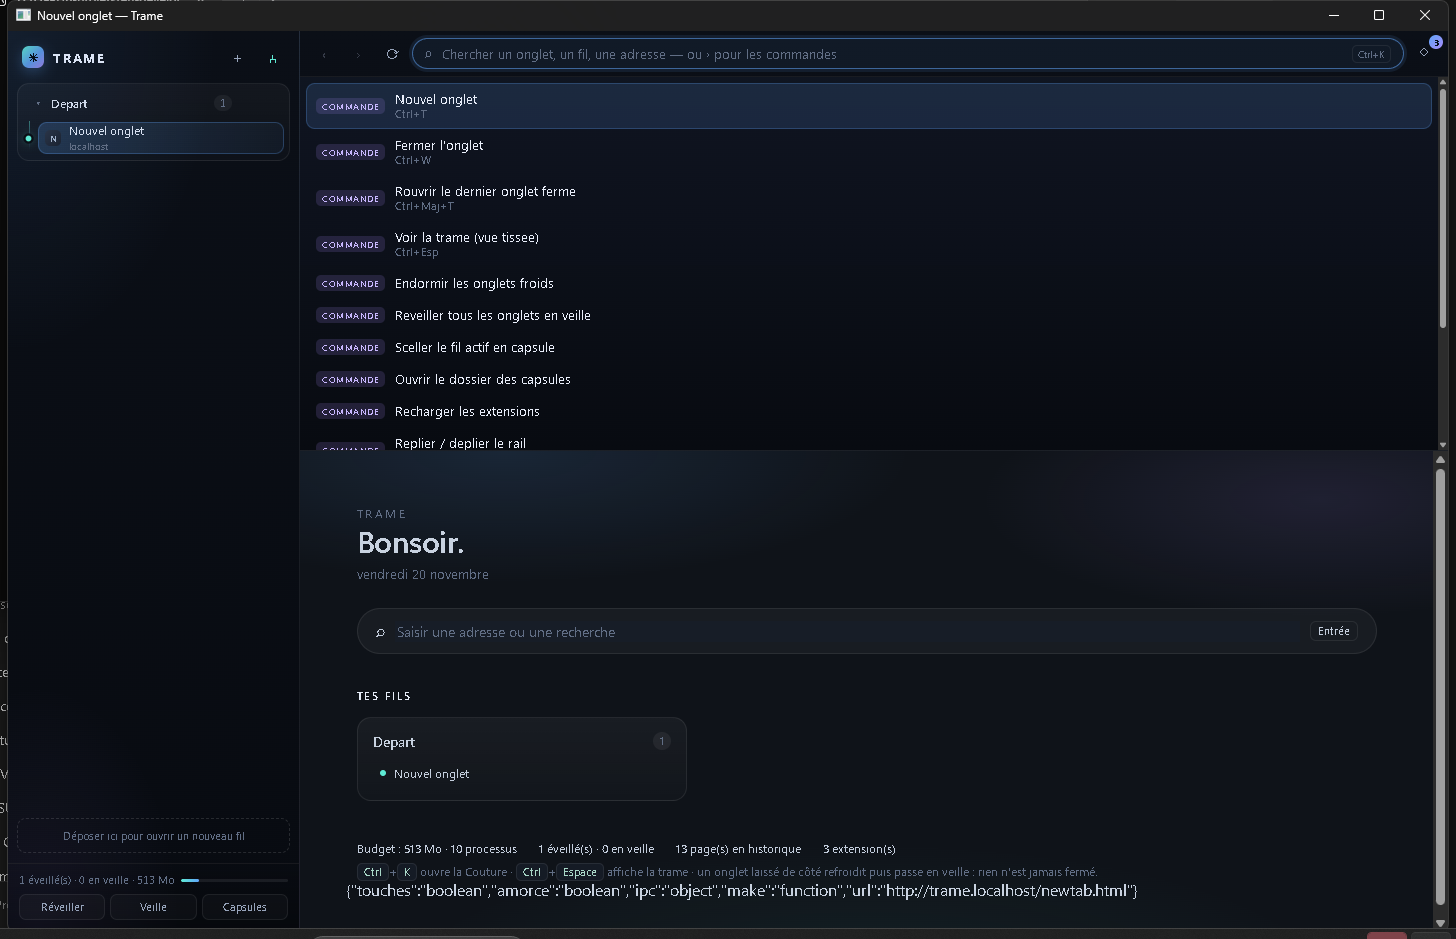 Nouvel onglet — Trame
TRAME
+
Chercher un onglet, un fil, une adresse — ou › pour les commandes
Ctrl+K
3
Depart
1
N
Nouvel onglet
localhost
COMMANDE
Nouvel onglet
Ctrl+T
COMMANDE
Fermer l'onglet
Ctrl+W
COMMANDE
Rouvrir le dernier onglet ferme
Ctrl+Maj+T
COMMANDE
Voir la trame (vue tissee)
Ctrl+Esp
COMMANDE
Endormir les onglets froids
COMMANDE
Reveiller tous les onglets en veille
COMMANDE
Sceller le fil actif en capsule
COMMANDE
Ouvrir le dossier des capsules
COMMANDE
Recharger les extensions
COMMANDE
Replier / deplier le rail
TRAME
Bonsoir.
vendredi 20 novembre
Saisir une adresse ou une recherche
Entrée
TES FILS
Depart
1
Nouvel onglet
Budget : 513 Mo · 10 processus 1 éveillé(s) · 0 en veille 13 page(s) en historique 3 extension(s)
Ctrl + K ouvre la Couture · Ctrl + Espace affiche la trame · un onglet laissé de côté refroidit puis passe en veille : rien n'est jamais fermé.
{"touches":"boolean","amorce":"boolean","ipc":"object","make":"function","url":"http://trame.localhost/newtab.html"}
Déposer ici pour ouvrir un nouveau fil
1 éveillé(s) · 0 en veille · 513 Mo
Réveiller
Veille
Capsules